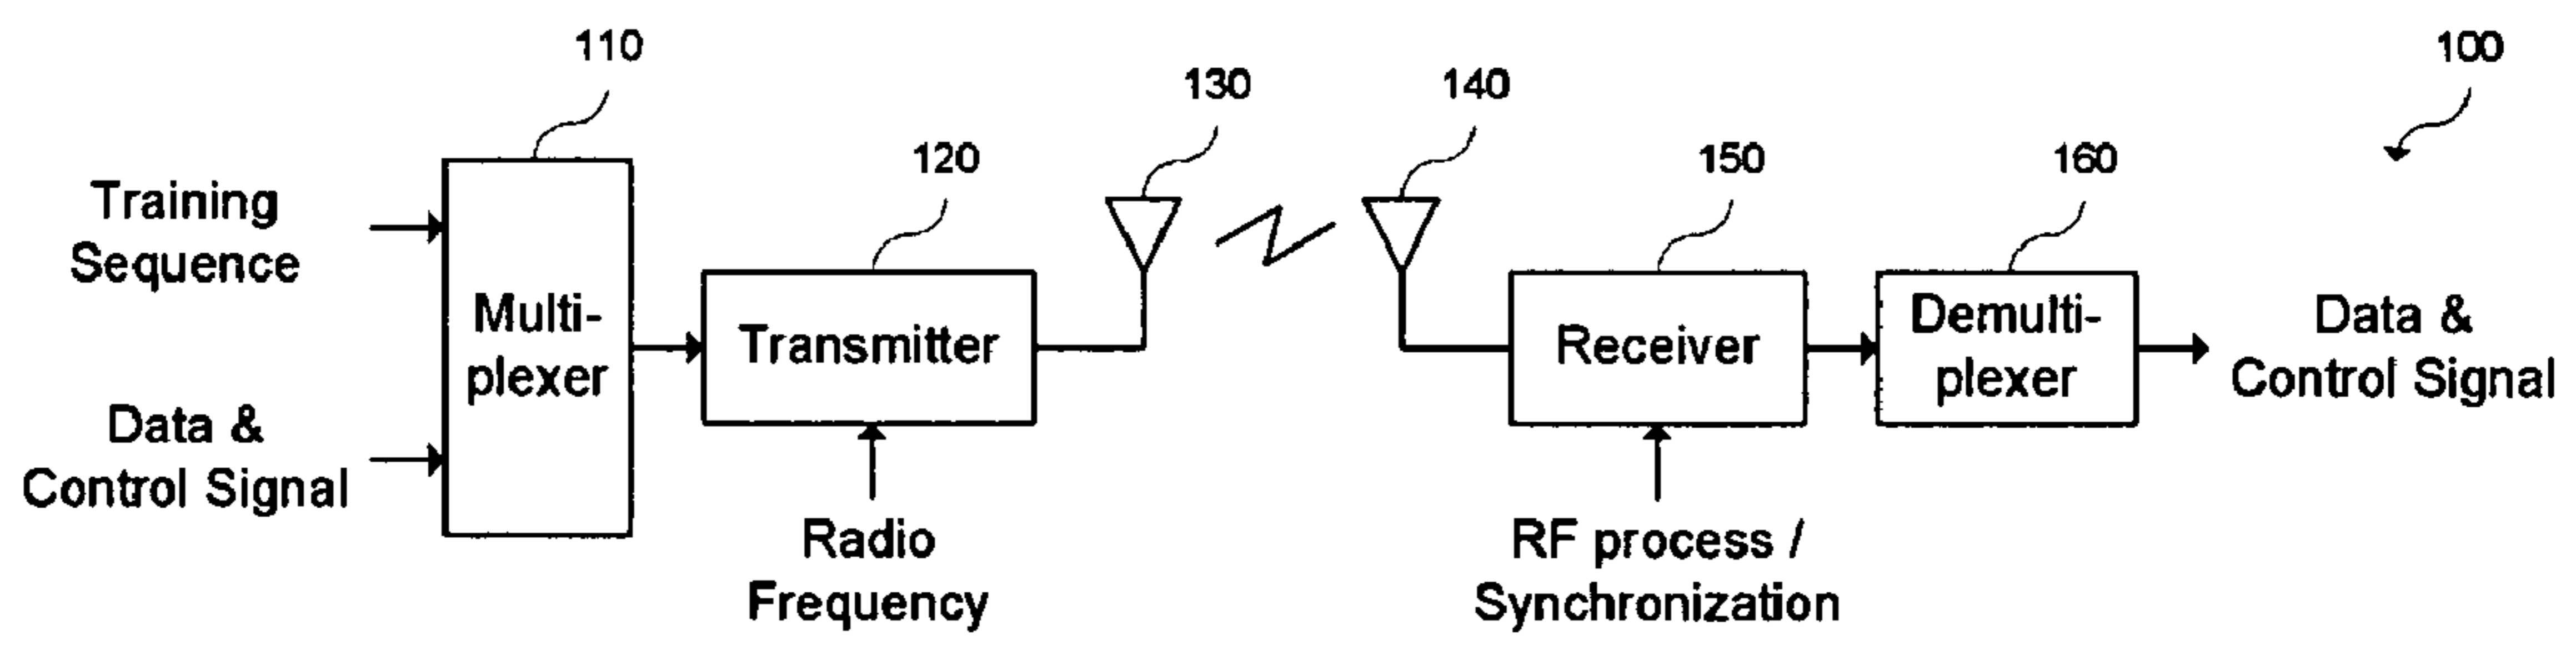 110
130
140
100
120
150
160
Training
Sequence
Multi-
plexer
Transmitter
Receiver
Demulti-
plexer
Data &
Control Signal
Data &
Control Signal
Radio
Frequency
RF process /
Synchronization